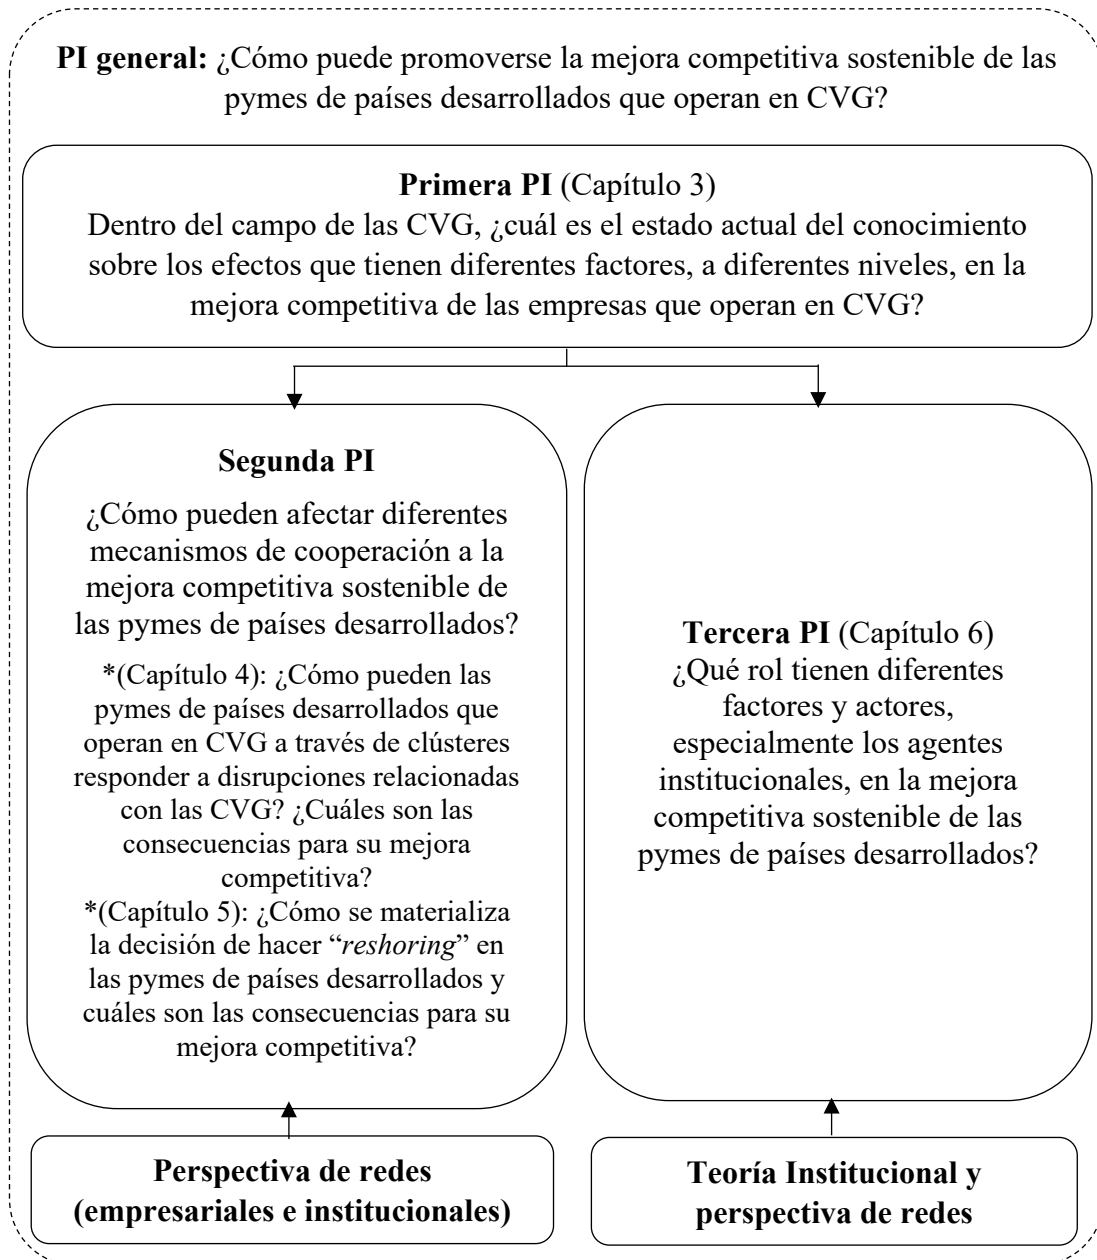 PI general: ¿Cómo puede promoverse la mejora competitiva sostenible de las
pymes de países desarrollados que operan en CVG?
Primera PI (Capítulo 3)
Dentro del campo de las CVG, ¿cuál es el estado actual del conocimiento
sobre los efectos que tienen diferentes factores, a diferentes niveles, en la
mejora competitiva de las empresas que operan en CVG?
Segunda PI
¿Cómo pueden afectar diferentes
mecanismos de cooperación a la
mejora competitiva sostenible de
las pymes de países desarrollados?
*(Capítulo 4): ¿Cómo pueden las
pymes de países desarrollados que
operan en CVG a través de clústeres
responder a disrupciones relacionadas
con las CVG? ¿Cuáles son las
consecuencias para su mejora
competitiva?
*(Capítulo 5): ¿Cómo se materializa
la decisión de hacer “reshoring” en
las pymes de países desarrollados y
cuáles son las consecuencias para su
mejora competitiva?
Tercera PI (Capítulo 6)
¿Qué rol tienen diferentes
factores y actores,
especialmente los agentes
institucionales, en la mejora
competitiva sostenible de las
pymes de países desarrollados?
Perspectiva de redes
(empresariales e institucionales)
Teoría Institucional y
perspectiva de redes